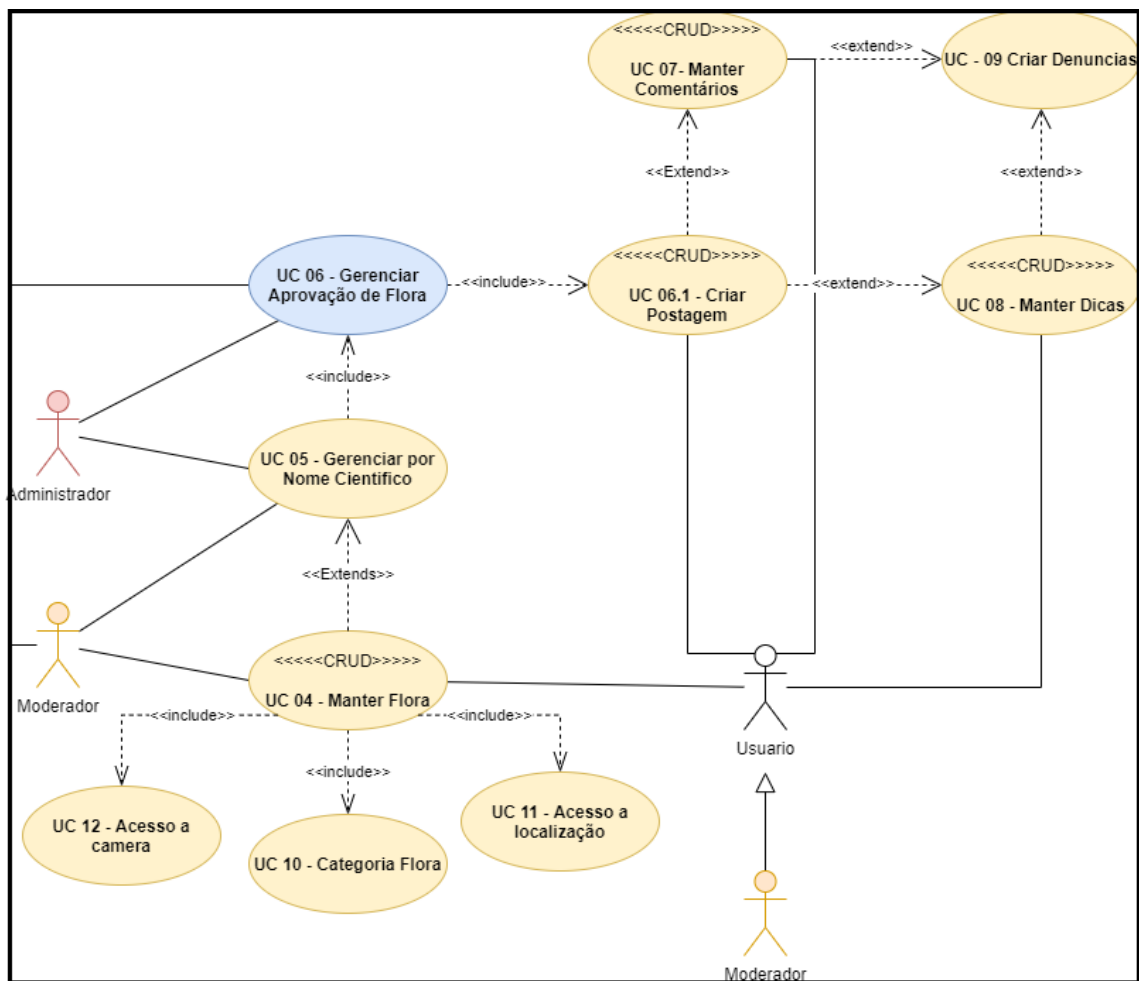 <<<<<CRUD>>>>>
UC 07- Manter
Comentários
<<extend>>
UC - 09 Criar Denuncias
<<Extend>>
<<extend>>
UC 06 - Gerenciar
Aprovação de Flora
<<include>>
<<<<<CRUD>>>>>
UC 06.1 - Criar
Postagem
<<extend>>
<<<<<CRUD>>>>>
UC 08 - Manter Dicas
<<include>>
Administrador
UC 05 - Gerenciar por
Nome Cientifico
<<Extends>>
Moderador
<<<<<CRUD>>>>>
UC 04 - Manter Flora
<<include>>
<<include>>
<<include>>
Usuario
UC 12 - Acesso a
camera
UC 10 - Categoria Flora
UC 11 - Acesso a
localização
Moderador